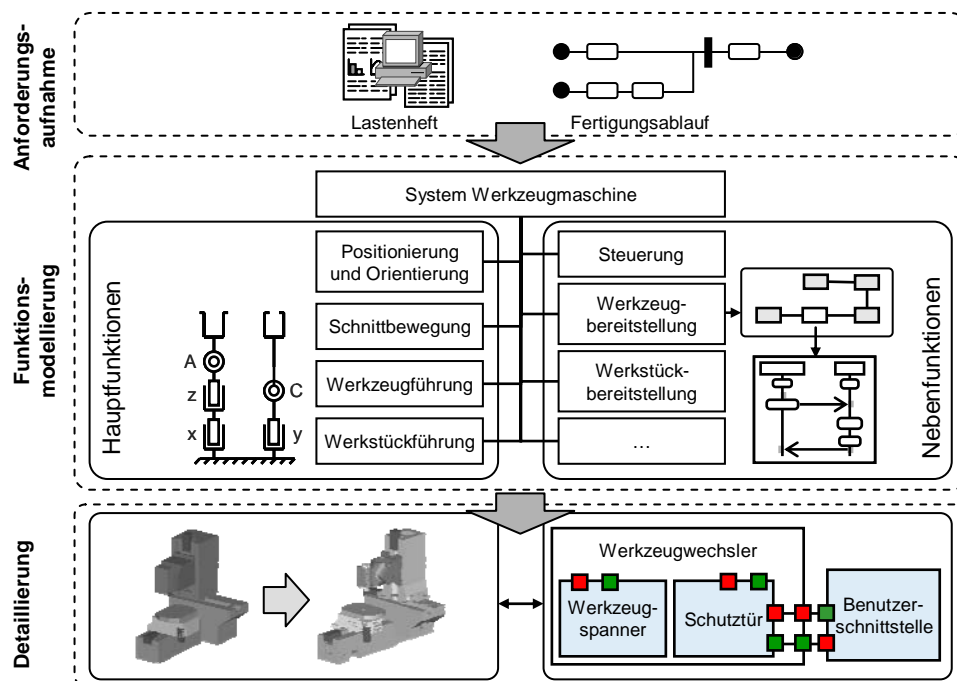 Anforderungs-
aufnahme
Lastenheft
Fertigungsablauf
Funktions-
modellierung
System Werkzeugmaschine
Hauptfunktionen
A
z
x
C
y
Positionierung
und Orientierung
Schnittbewegung
Werkzeugführung
Werkstückführung
Steuerung
Werkzeug-
bereitstellung
Werkstück-
bereitstellung
...
Nebenfunktionen
Detaillierung
Werkzeugwechsler
Werkzeug-
spanner
Schutztür
Benutzer-
schnittstelle